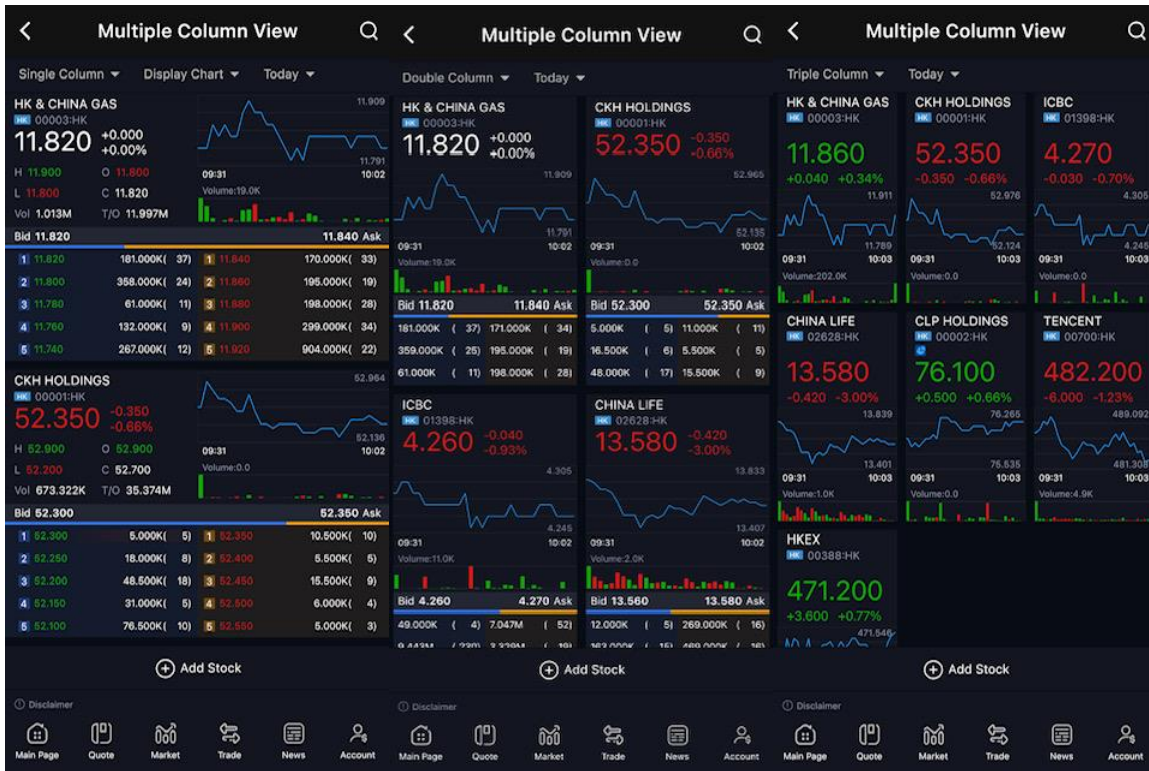 Multiple Column View
Single Column Display Chart Today
HK & CHINA GAS
HK 00003:HK
11.820 +0.000
+0.00%
H 11.900 O 11.800
L 11.800 C 11.820
Vol 1.013M T/O 11.997M
11.909
11.791
09:31 10:02
Volume:19.0K
Bid 11.820 11.840 Ask
1 11.820 181.000K( 37) 1 11.840 170.000K( 33)
2 11.800 358.000K( 24) 2 11.860 195.000K( 19)
3 11.780 61.000K( 11) 3 11.880 198.000K( 28)
4 11.760 132.000K( 9) 4 11.900 299.000K( 34)
5 11.740 267.000K( 12) 5 11.920 904.000K( 22)
CKH HOLDINGS
HK 00001:HK
52.350 -0.350
-0.66%
H 52.900 O 52.900
L 52.200 C 52.700
Vol 673.322K T/O 35.374M
52.964
52.136
09:31 10:02
Volume:0.0
Bid 52.300 52.350 Ask
1 52.300 5.000K( 5) 1 52.350 10.500K( 10)
2 52.250 18.000K( 8) 2 52.400 5.500K( 5)
3 52.200 48.500K( 18) 3 52.450 15.500K( 9)
4 52.150 31.000K( 5) 4 52.500 6.000K( 4)
5 52.100 76.500K( 10) 5 52.550 5.000K( 3)
Add Stock
Disclaimer
Main Page Quote Market Trade News Account
Multiple Column View
Double Column Today
HK & CHINA GAS
HK 00003:HK
11.820 +0.000
+0.00%
11.909
11.791
09:31 10:02
Volume:19.0K
Bid 11.820 11.840 Ask
181.000K ( 37) 171.000K ( 34)
359.000K ( 25) 195.000K ( 19)
61.000K ( 11) 198.000K ( 28)
CKH HOLDINGS
HK 00001:HK
52.350 -0.350
-0.66%
52.965
52.135
09:31 10:02
Volume:0.0
Bid 52.300 52.350 Ask
5.000K ( 5) 11.000K ( 11)
16.500K ( 6) 5.500K ( 5)
48.000K ( 17) 15.500K ( 9)
ICBC
HK 01398:HK
4.260 -0.040
-0.93%
4.305
4.245
09:31 10:02
Volume:11.0K
Bid 4.260 4.270 Ask
49.000K ( 4) 7.047M ( 52)
CHINA LIFE
HK 02628:HK
13.580 -0.420
-3.00%
13.833
13.407
09:31 10:02
Volume:2.0K
Bid 13.560 13.580 Ask
12.000K ( 5) 269.000K ( 16)
Add Stock
Disclaimer
Main Page Quote Market Trade News Account
Multiple Column View
Triple Column Today
HK & CHINA GAS
HK 00003:HK
11.860
+0.040 +0.34%
11.911
11.789
09:31 10:03
Volume:202.0K
CKH HOLDINGS
HK 00001:HK
52.350
-0.350 -0.66%
52.976
52.124
09:31 10:03
Volume:0.0
ICBC
HK 01398:HK
4.270
-0.030 -0.70%
4.305
4.245
09:31 10:03
Volume:0.0
CHINA LIFE
HK 02628:HK
13.580
-0.420 -3.00%
13.839
13.401
09:31 10:03
Volume:1.0K
CLP HOLDINGS
HK 00002:HK
76.100
+0.500 +0.66%
76.265
75.535
09:31 10:03
Volume:0.0
TENCENT
HK 00700:HK
482.200
-6.000 -1.23%
489.092
481.308
09:31 10:03
Volume:4.9K
HKEX
HK 00388:HK
471.200
+3.600 +0.77%
471.546
Add Stock
Disclaimer
Main Page Quote Market Trade News Account